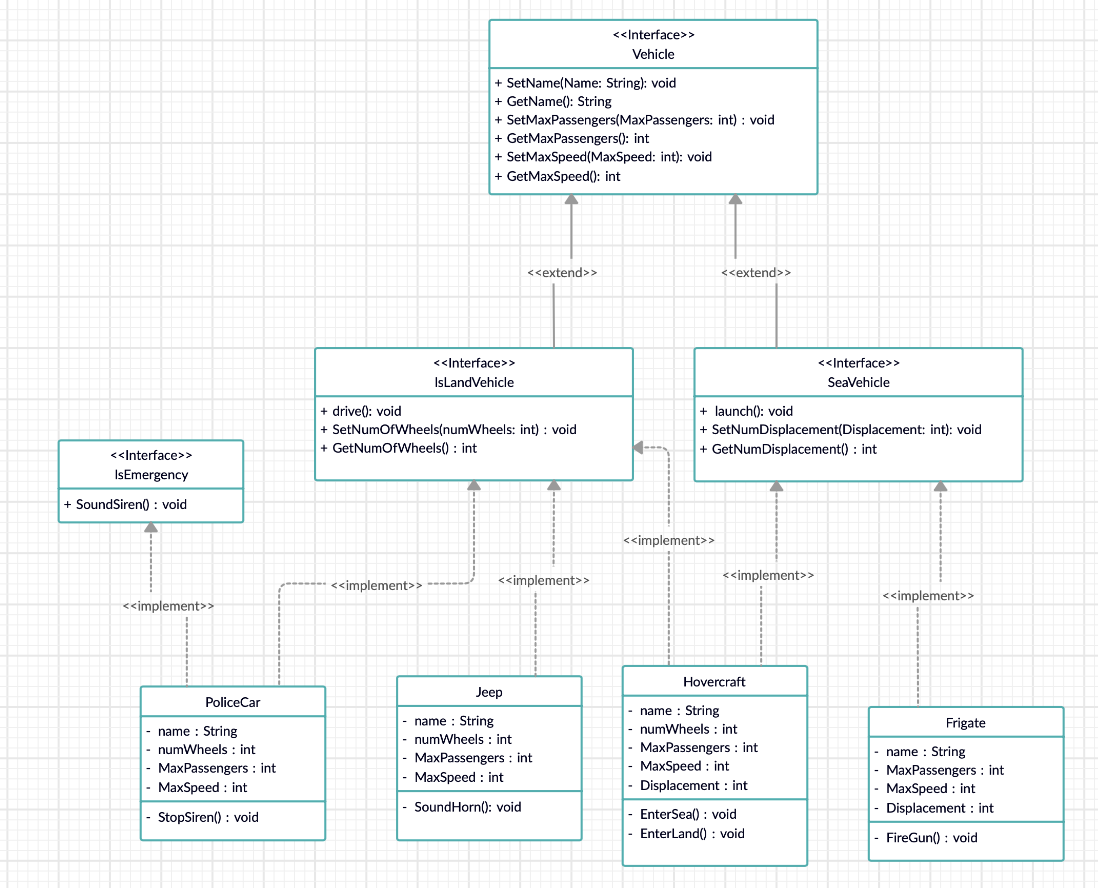 <<Interface>>
Vehicle
+ SetName(Name: String): void
+ GetName(): String
+ SetMaxPassengers(MaxPassengers: int) : void
+ GetMaxPassengers(): int
+ SetMaxSpeed(MaxSpeed: int): void
+ GetMaxSpeed(): int
<<extend>>
<<extend>>
<<Interface>>
IsLandVehicle
+ drive(): void
+ SetNumOfWheels(numWheels: int) : void
+ GetNumOfWheels() : int
<<Interface>>
SeaVehicle
+ launch(): void
+ SetNumDisplacement(Displacement: int): void
+ GetNumDisplacement() : int
<<Interface>>
IsEmergency
+ SoundSiren() : void
<<implement>>
<<implement>>
<<implement>>
<<implement>>
<<implement>>
<<implement>>
PoliceCar
- name : String
- numWheels : int
- MaxPassengers : int
- MaxSpeed : int
- StopSiren() : void
Jeep
- name : String
- numWheels : int
- MaxPassengers : int
- MaxSpeed : int
- SoundHorn(): void
Hovercraft
- name : String
- numWheels : int
- MaxPassengers : int
- MaxSpeed : int
- Displacement : int
- EnterSea() : void
- EnterLand() : void
Frigate
- name : String
- MaxPassengers : int
- MaxSpeed : int
- Displacement : int
- FireGun() : void